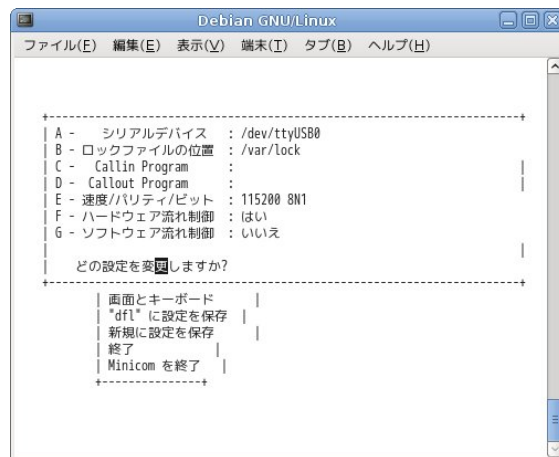 Debian GNU/Linux
ファイル(F) 編集(E) 表示(V) 端末(T) タブ(B) ヘルプ(H)
+-----------------------------------------------------------------------+
| A - シリアルデバイス : /dev/ttyUSB0
| B - ロックファイルの位置 : /var/lock
| C - Callin Program : |
| D - Callout Program : |
| E - 速度/パリティ/ビット : 115200 8N1
| F - ハードウェア流れ制御 : はい
| G - ソフトウェア流れ制御 : いいえ
| |
| どの設定を変更しますか?
+-----------------------------------------------------------------------+
| 画面とキーボード |
| "dfl" に設定を保存 |
| 新規に設定を保存 |
| 終了 |
| Minicom を終了 |
+---------------+